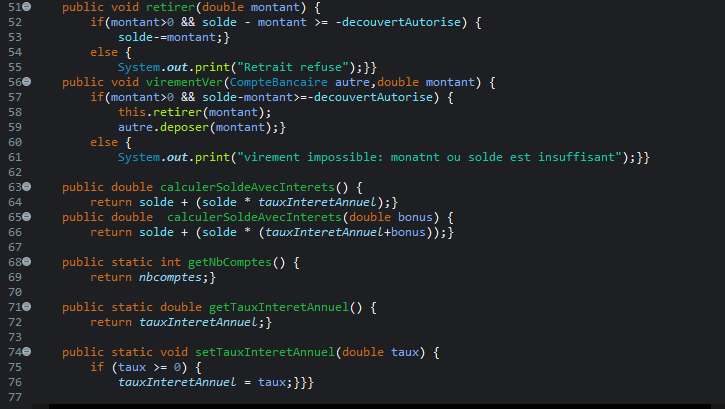 51 public void retirer(double montant) {
52 if(montant>0 && solde - montant >= -decouvertAutorise) {
53 solde-=montant;}
54 else {
55 System.out.print("Retrait refuse");}}
56 public void virementVer(CompteBancaire autre,double montant) {
57 if(montant>0 && solde-montant>=-decouvertAutorise) {
58 this.retirer(montant);
59 autre.deposer(montant);}
60 else {
61 System.out.print("virement impossible: monatnt ou solde est insuffisant");}}
62
63 public double calculerSoldeAvecInterets() {
64 return solde + (solde * tauxInteretAnnuel);}
65 public double  calculerSoldeAvecInterets(double bonus) {
66 return solde + (solde * (tauxInteretAnnuel+bonus));}
67
68 public static int getNbComptes() {
69 return nbcomptes;}
70
71 public static double getTauxInteretAnnuel() {
72 return tauxInteretAnnuel;}
73
74 public static void setTauxInteretAnnuel(double taux) {
75 if (taux >= 0) {
76 tauxInteretAnnuel = taux;}}}
77